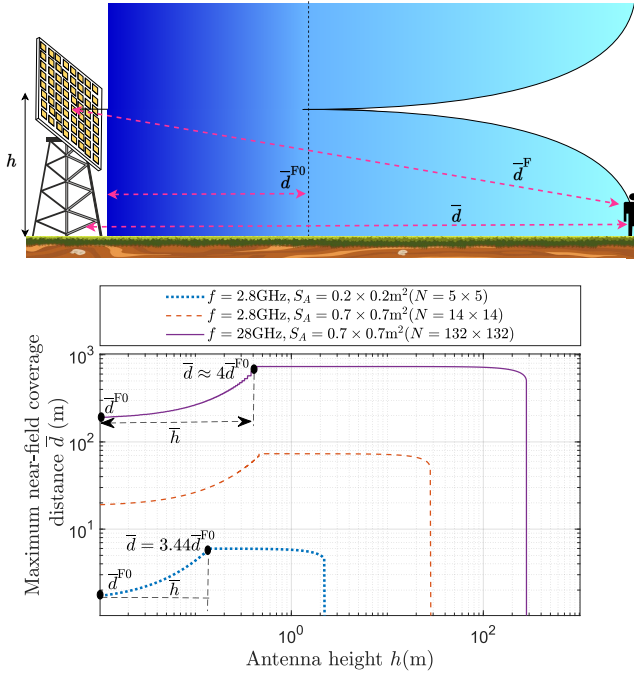 h
d̅^F0
d̅^F
d̅
f = 2.8GHz, S_A = 0.2 × 0.2m²(N = 5 × 5)
f = 2.8GHz, S_A = 0.7 × 0.7m²(N = 14 × 14)
f = 28GHz, S_A = 0.7 × 0.7m²(N = 132 × 132)
Maximum near-field coverage
distance d̅ (m)
10³
10²
10¹
d̅ ≈ 4d̅^F0
d̅^F0
h̅
d̅ = 3.44d̅^F0
d̅^F0
h̅
10⁰
10²
Antenna height h(m)